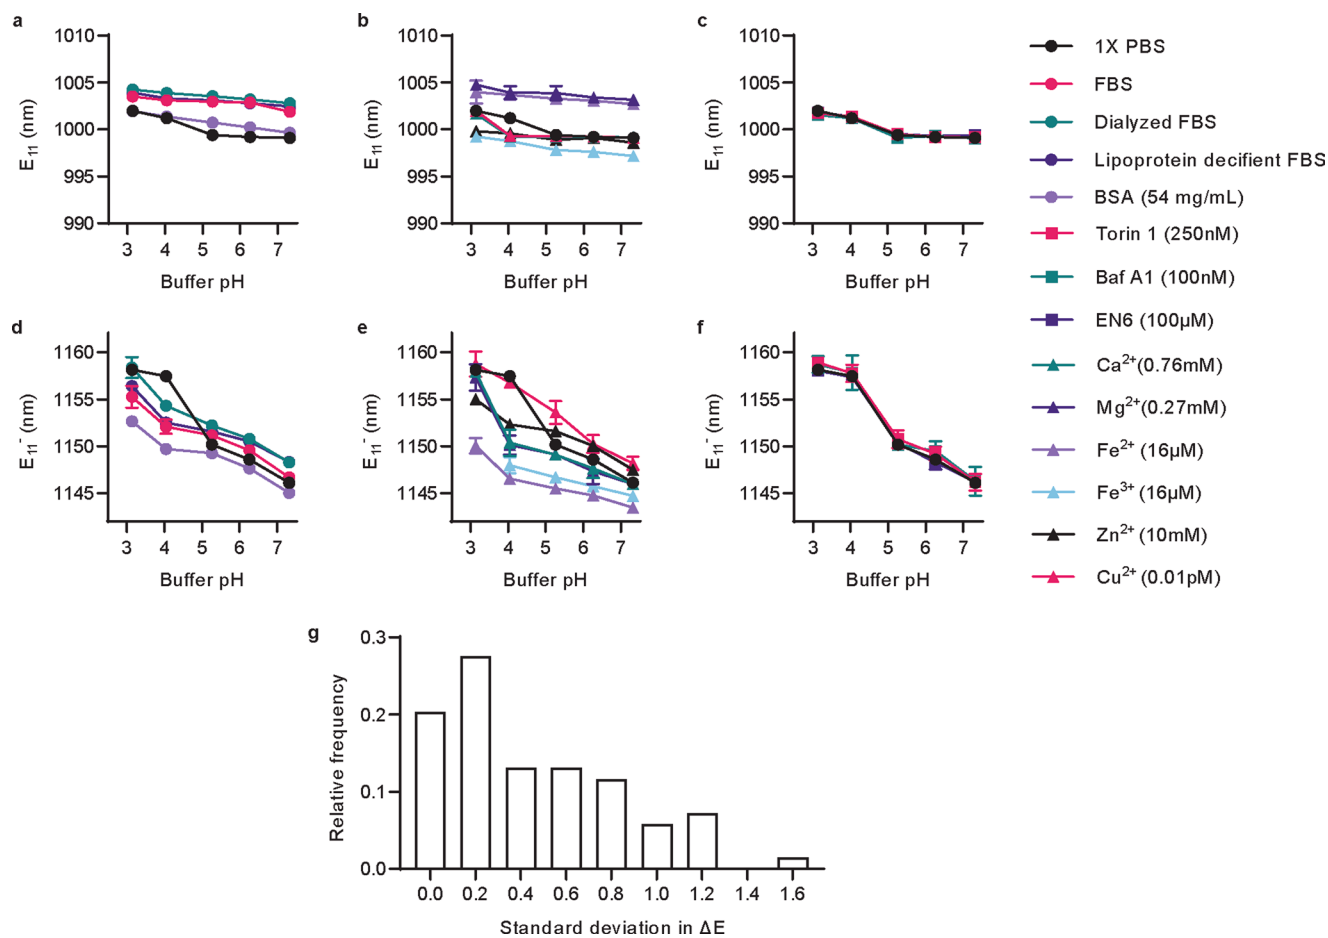 a
1010
1005
1000
995
990
E11 (nm)
3 4 5 6 7
Buffer pH
b
1010
1005
1000
995
990
E11 (nm)
3 4 5 6 7
Buffer pH
c
1010
1005
1000
995
990
E11 (nm)
3 4 5 6 7
Buffer pH
1X PBS
FBS
Dialyzed FBS
Lipoprotein decifient FBS
BSA (54 mg/mL)
Torin 1 (250nM)
Baf A1 (100nM)
EN6 (100µM)
Ca2+ (0.76mM)
Mg2+ (0.27mM)
Fe2+ (16µM)
Fe3+ (16µM)
Zn2+ (10mM)
Cu2+ (0.01pM)
d
1160
1155
1150
1145
E11- (nm)
3 4 5 6 7
Buffer pH
e
1160
1155
1150
1145
E11- (nm)
3 4 5 6 7
Buffer pH
f
1160
1155
1150
1145
E11- (nm)
3 4 5 6 7
Buffer pH
g
0.3
0.2
0.1
0.0
Relative frequency
0.0 0.2 0.4 0.6 0.8 1.0 1.2 1.4 1.6
Standard deviation in ΔE